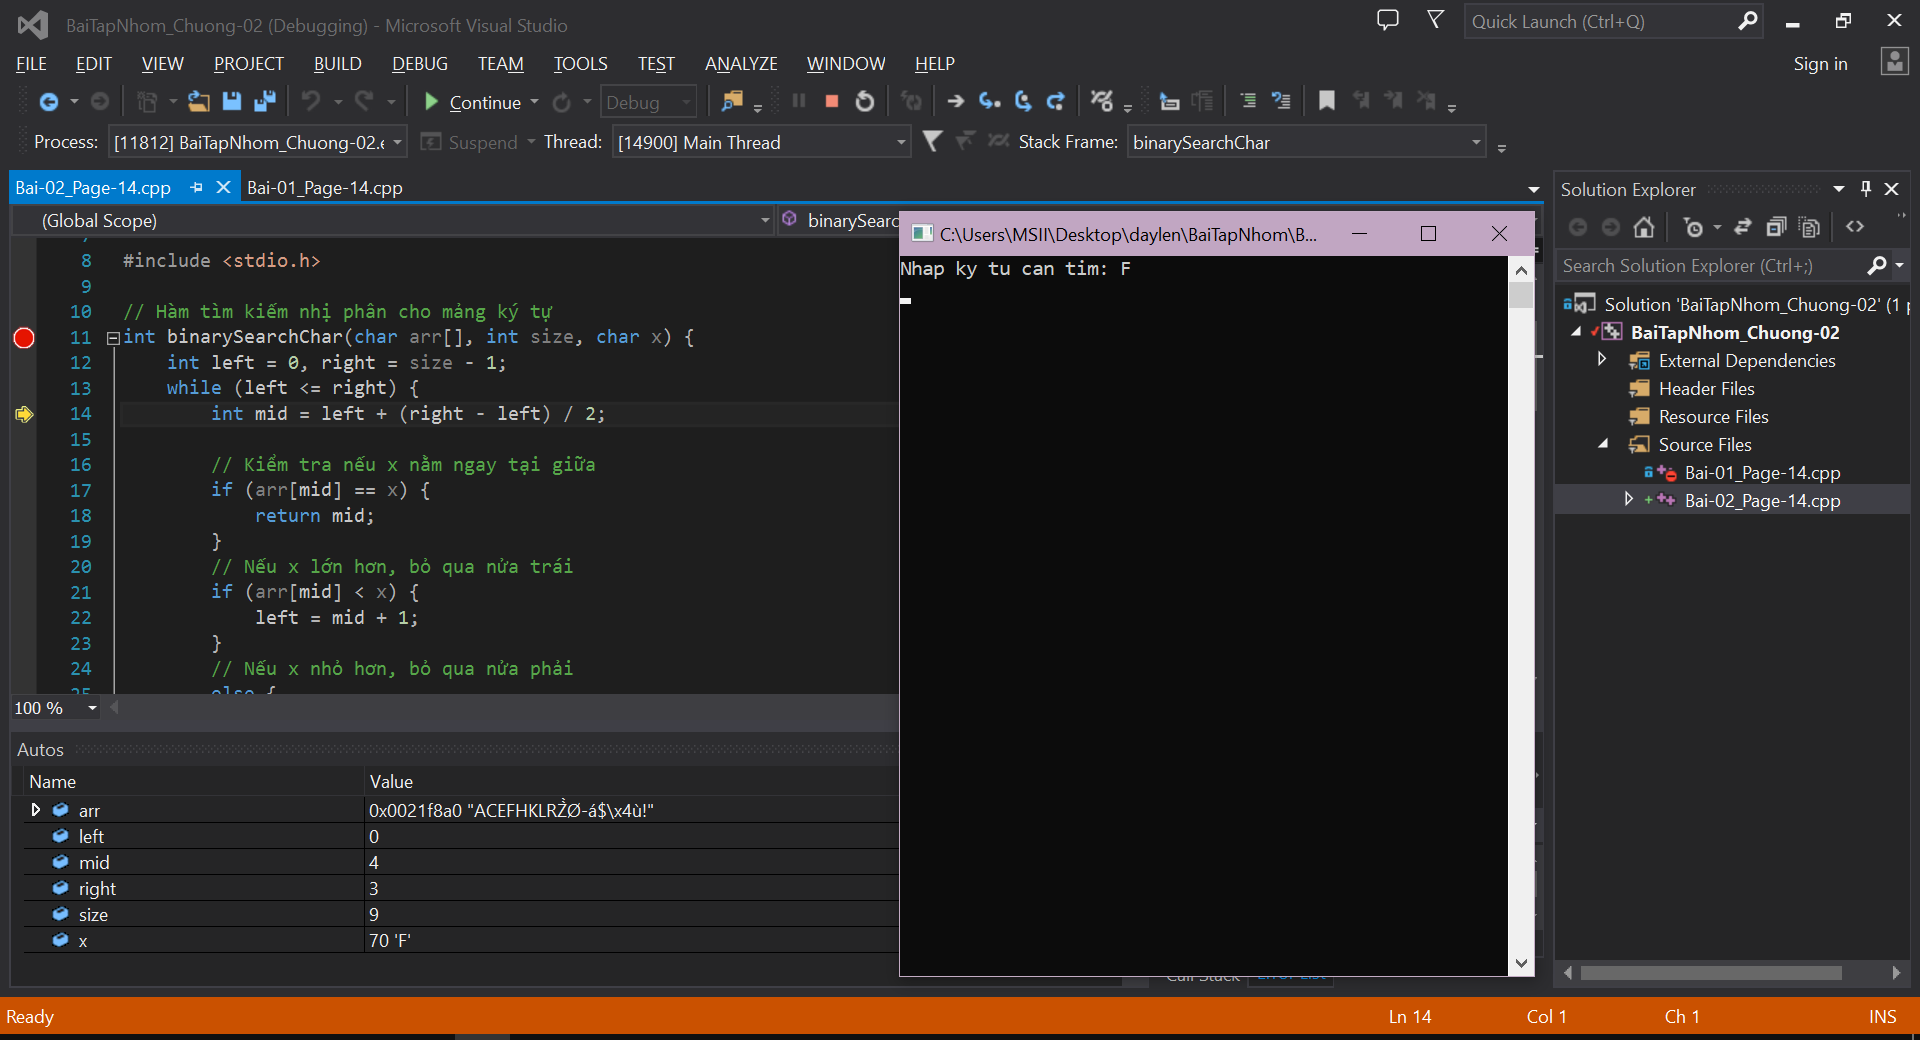 BaiTapNhom_Chuong-02 (Debugging) - Microsoft Visual Studio
Quick Launch (Ctrl+Q)
FILE EDIT VIEW PROJECT BUILD DEBUG TEAM TOOLS TEST ANALYZE WINDOW HELP
Sign in
Continue
Debug
Process: [11812] BaiTapNhom_Chuong-02.e Suspend Thread: [14900] Main Thread Stack Frame: binarySearchChar
Bai-02_Page-14.cpp Bai-01_Page-14.cpp
(Global Scope) binarySearc
8 #include <stdio.h>
9
10 // Hàm tìm kiếm nhị phân cho mảng ký tự
11 int binarySearchChar(char arr[], int size, char x) {
12 int left = 0, right = size - 1;
13 while (left <= right) {
14 int mid = left + (right - left) / 2;
15
16 // Kiểm tra nếu x nằm ngay tại giữa
17 if (arr[mid] == x) {
18 return mid;
19 }
20 // Nếu x lớn hơn, bỏ qua nửa trái
21 if (arr[mid] < x) {
22 left = mid + 1;
23 }
24 // Nếu x nhỏ hơn, bỏ qua nửa phải
25 else {
100 %
C:\Users\MSII\Desktop\daylen\BaiTapNhom\B...
Nhap ky tu can tim: F
Autos
Name Value
arr 0x0021f8a0
left 0
mid 4
right 3
size 9
x 70 'F'
Call Stack Error List
Solution Explorer
Search Solution Explorer (Ctrl+;)
Solution 'BaiTapNhom_Chuong-02' (1 p
BaiTapNhom_Chuong-02
External Dependencies
Header Files
Resource Files
Source Files
Bai-01_Page-14.cpp
Bai-02_Page-14.cpp
Ready Ln 14 Col 1 Ch 1 INS